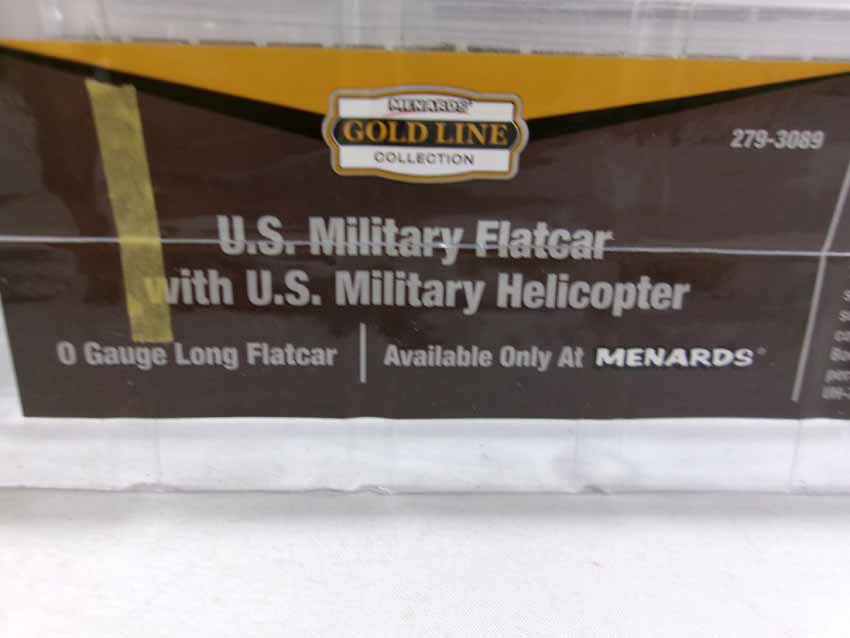 MENARDS®
GOLD LINE
COLLECTION
279-3089
U.S. Military Flatcar
with U.S. Military Helicopter
O Gauge Long Flatcar
Available Only At MENARDS®